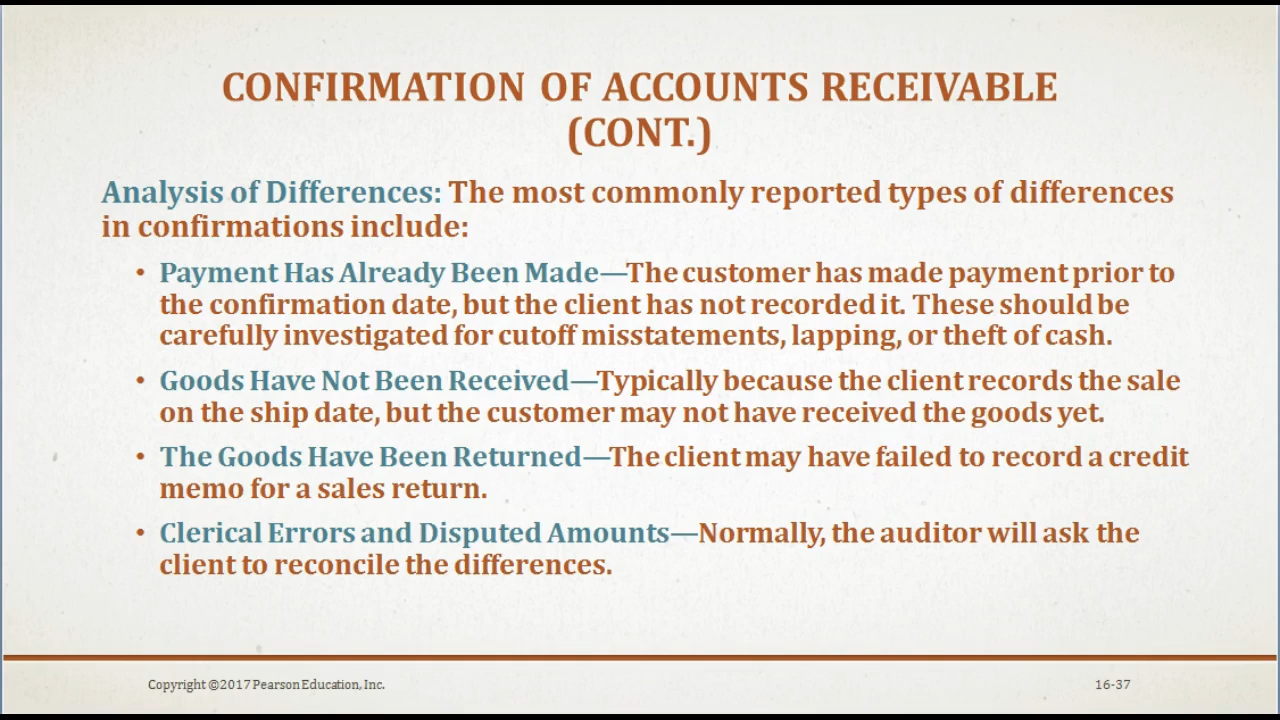 CONFIRMATION OF ACCOUNTS RECEIVABLE
(CONT.)
Analysis of Differences: The most commonly reported types of differences
in confirmations include:
• Payment Has Already Been Made—The customer has made payment prior to
the confirmation date, but the client has not recorded it. These should be
carefully investigated for cutoff misstatements, lapping, or theft of cash.
• Goods Have Not Been Received—Typically because the client records the sale
on the ship date, but the customer may not have received the goods yet.
• The Goods Have Been Returned—The client may have failed to record a credit
memo for a sales return.
• Clerical Errors and Disputed Amounts—Normally, the auditor will ask the
client to reconcile the differences.
Copyright ©2017 Pearson Education, Inc.
16-37